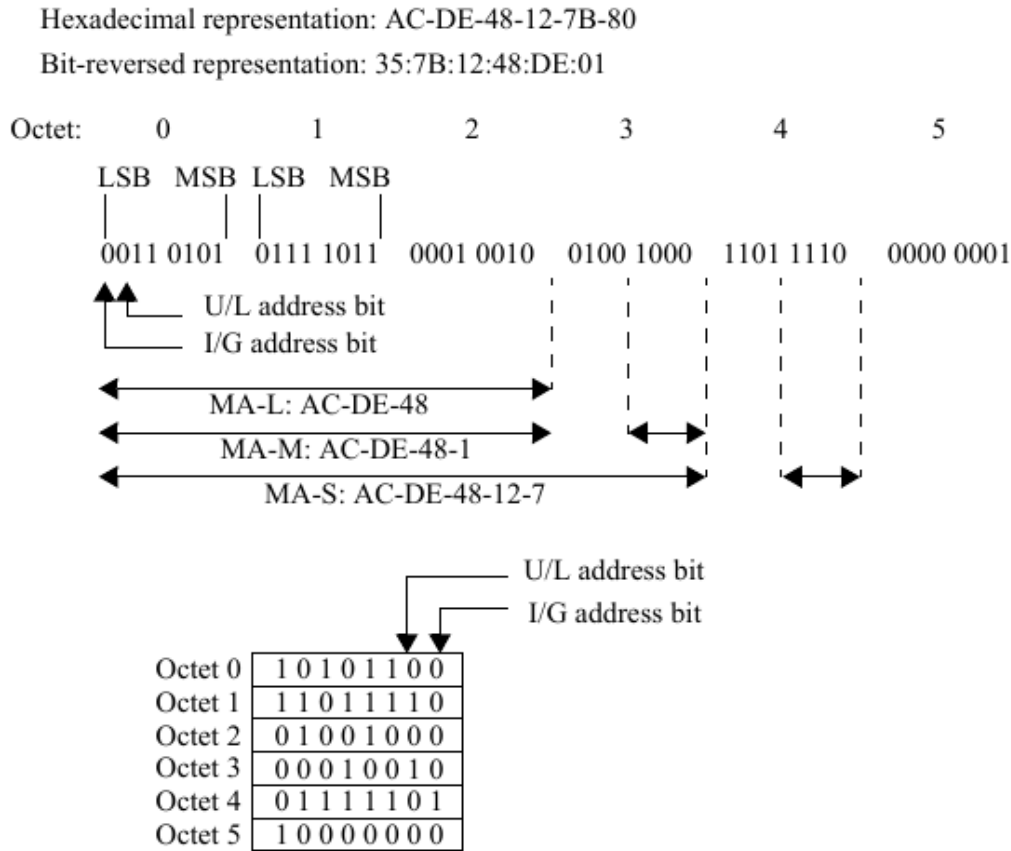 Hexadecimal representation: AC-DE-48-12-7B-80
Bit-reversed representation: 35:7B:12:48:DE:01
Octet: 0 1 2 3 4 5
LSB MSB LSB MSB
0011 0101 0111 1011 0001 0010 0100 1000 1101 1110 0000 0001
U/L address bit
I/G address bit
MA-L: AC-DE-48
MA-M: AC-DE-48-1
MA-S: AC-DE-48-12-7
U/L address bit
I/G address bit
Octet 0 1 0 1 0 1 1 0 0
Octet 1 1 1 0 1 1 1 1 0
Octet 2 0 1 0 0 1 0 0 0
Octet 3 0 0 0 1 0 0 1 0
Octet 4 0 1 1 1 1 1 0 1
Octet 5 1 0 0 0 0 0 0 0